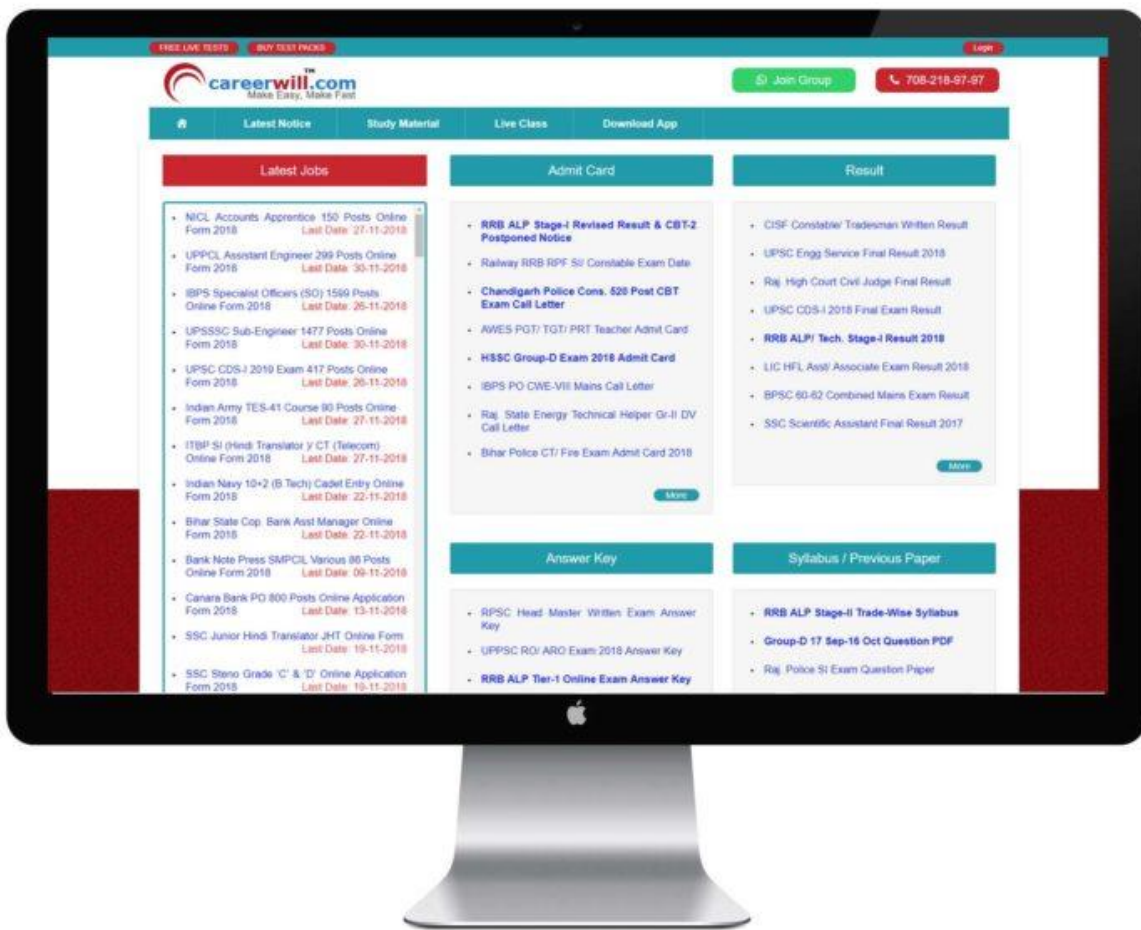 FREE LIVE TESTS
BUY TEST PACKS
Login
careerwill.com
TM
Make Easy, Make Fast
Join Group
708-218-97-97
Latest Notice
Study Material
Live Class
Download App
Latest Jobs
NICL Accounts Apprentice 150 Posts Online
Form 2018 Last Date: 27-11-2018
UPPCL Assistant Engineer 299 Posts Online
Form 2018 Last Date: 30-11-2018
IBPS Specialist Officers (SO) 1599 Posts
Online Form 2018 Last Date: 26-11-2018
UPSSSC Sub-Engineer 1477 Posts Online
Form 2018 Last Date: 30-11-2018
UPSC CDS-I 2019 Exam 417 Posts Online
Form 2018 Last Date: 26-11-2018
Indian Army TES-41 Course 90 Posts Online
Form 2018 Last Date: 27-11-2018
ITBP SI (Hindi Translator )/ CT (Telecom)
Online Form 2018 Last Date: 27-11-2018
Indian Navy 10+2 (B Tech) Cadet Entry Online
Form 2018 Last Date: 22-11-2018
Bihar State Cop. Bank Asst Manager Online
Form 2018 Last Date: 22-11-2018
Bank Note Press SMPCIL Various 86 Posts
Online Form 2018 Last Date: 09-11-2018
Canara Bank PO 800 Posts Online Application
Form 2018 Last Date: 13-11-2018
SSC Junior Hindi Translator JHT Online Form
Last Date: 19-11-2018
SSC Steno Grade 'C' & 'D' Online Application
Form 2018 Last Date: 19-11-2018
Admit Card
RRB ALP Stage-I Revised Result & CBT-2
Postponed Notice
Railway RRB RPF SI/ Constable Exam Date
Chandigarh Police Cons. 520 Post CBT
Exam Call Letter
AWES PGT/ TGT/ PRT Teacher Admit Card
HSSC Group-D Exam 2018 Admit Card
IBPS PO CWE-VIII Mains Call Letter
Raj. State Energy Technical Helper Gr-II DV
Call Letter
Bihar Police CT/ Fire Exam Admit Card 2018
More
Result
CISF Constable/ Tradesman Written Result
UPSC Engg Service Final Result 2018
Raj. High Court Civil Judge Final Result
UPSC CDS-I 2018 Final Exam Result
RRB ALP/ Tech. Stage-I Result 2018
LIC HFL Asst/ Associate Exam Result 2018
BPSC 60-62 Combined Mains Exam Result
SSC Scientific Assistant Final Result 2017
More
Answer Key
RPSC Head Master Written Exam Answer
Key
UPPSC RO/ ARO Exam 2018 Answer Key
RRB ALP Tier-1 Online Exam Answer Key
Syllabus / Previous Paper
RRB ALP Stage-II Trade-Wise Syllabus
Group-D 17 Sep-16 Oct Question PDF
Raj. Police SI Exam Question Paper